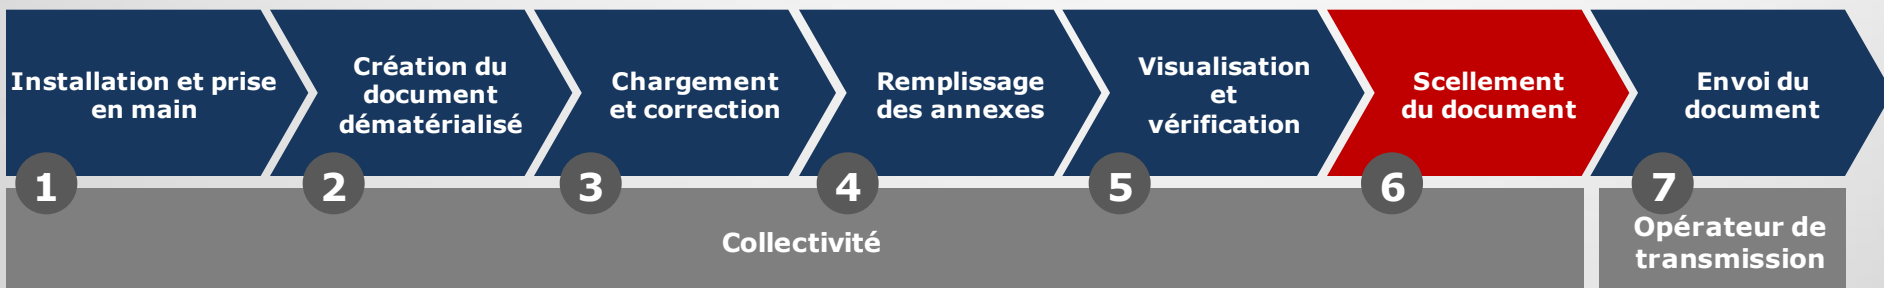 Installation et prise
en main
1
Création du
document
dématérialisé
2
Chargement
et correction
3
Remplissage
des annexes
4
Visualisation
et
vérification
5
Scellement
du document
6
Envoi du
document
7
Collectivité
Opérateur de
transmission